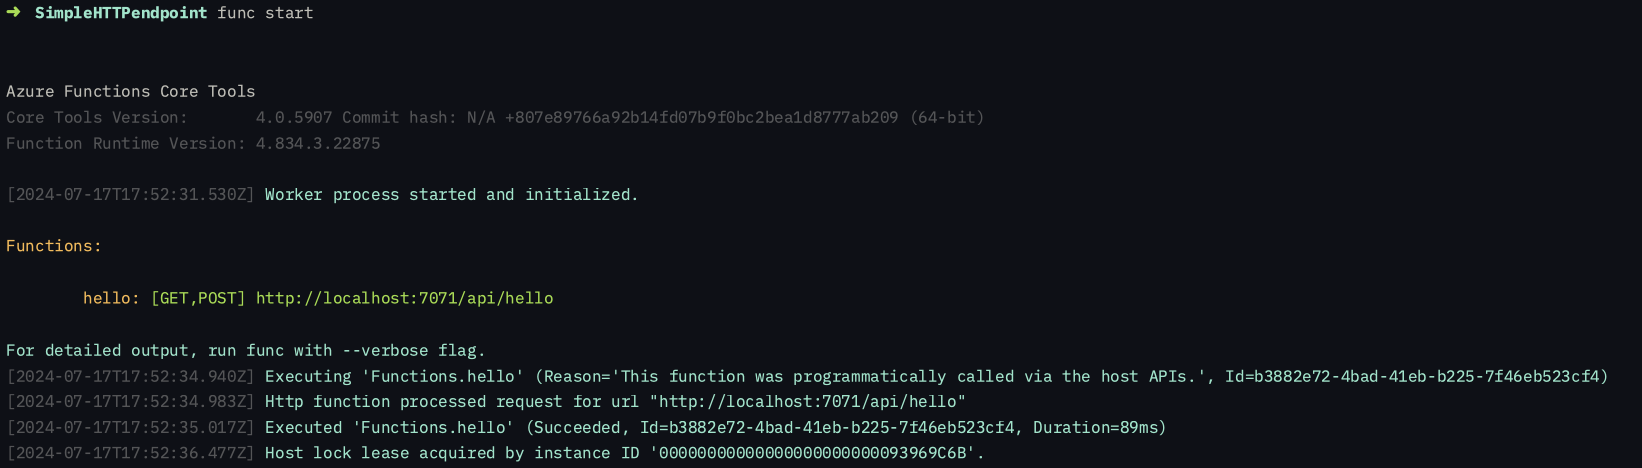 ➜ SimpleHTTPendpoint func start
Azure Functions Core Tools
Core Tools Version:       4.0.5907 Commit hash: N/A +807e89766a92b14fd07b9f0bc2bea1d8777ab209 (64-bit)
Function Runtime Version: 4.834.3.22875
[2024-07-17T17:52:31.530Z] Worker process started and initialized.
Functions:
hello: [GET,POST] http://localhost:7071/api/hello
For detailed output, run func with --verbose flag.
[2024-07-17T17:52:34.940Z] Executing 'Functions.hello' (Reason='This function was programmatically called via the host APIs.', Id=b3882e72-4bad-41eb-b225-7f46eb523cf4)
[2024-07-17T17:52:34.983Z] Http function processed request for url "http://localhost:7071/api/hello"
[2024-07-17T17:52:35.017Z] Executed 'Functions.hello' (Succeeded, Id=b3882e72-4bad-41eb-b225-7f46eb523cf4, Duration=89ms)
[2024-07-17T17:52:36.477Z] Host lock lease acquired by instance ID '00000000000000000000000093969C6B'.